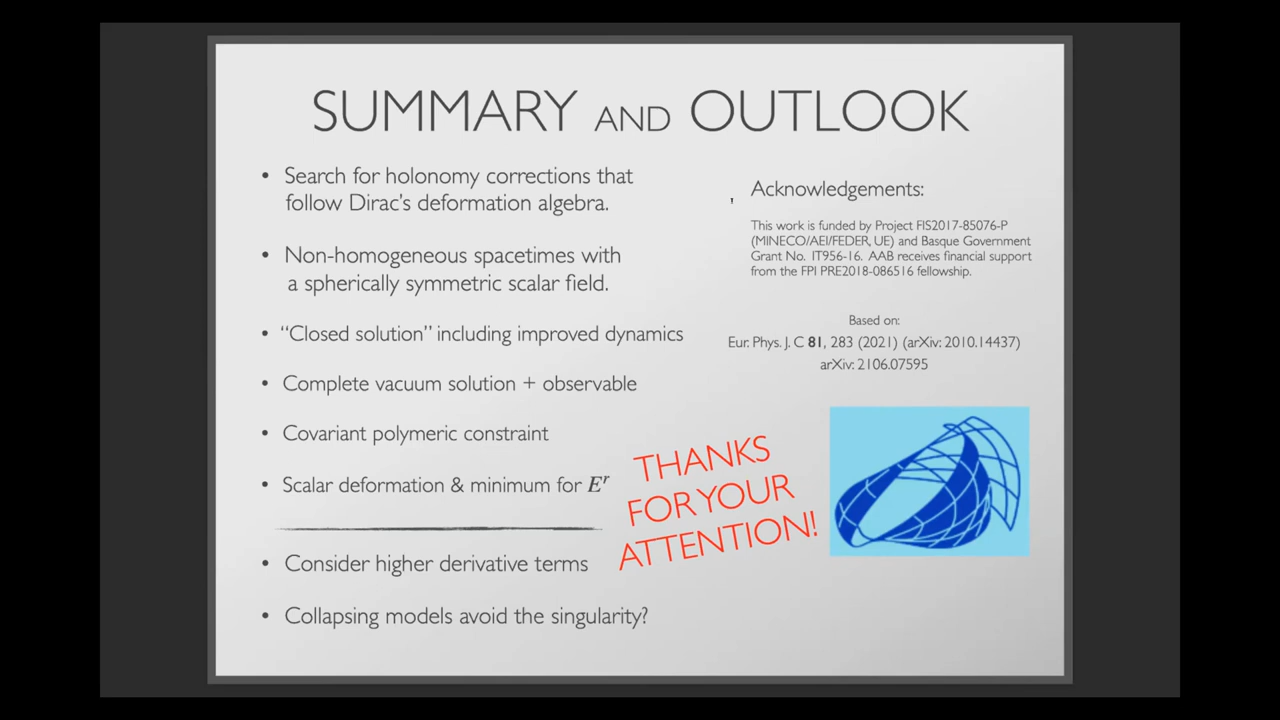 SUMMARY AND OUTLOOK
• Search for holonomy corrections that
follow Dirac's deformation algebra.
• Non-homogeneous spacetimes with
a spherically symmetric scalar field.
• “Closed solution” including improved dynamics
• Complete vacuum solution + observable
• Covariant polymeric constraint
• Scalar deformation & minimum for Eʳ
• Consider higher derivative terms
• Collapsing models avoid the singularity?
Acknowledgements:
This work is funded by Project FIS2017-85076-P
(MINECO/AEI/FEDER, UE) and Basque Government
Grant No. IT956-16. AAB receives financial support
from the FPI PRE2018-086516 fellowship.
Based on:
Eur. Phys. J. C 81, 283 (2021) (arXiv: 2010.14437)
arXiv: 2106.07595
THANKS
FOR YOUR
ATTENTION!